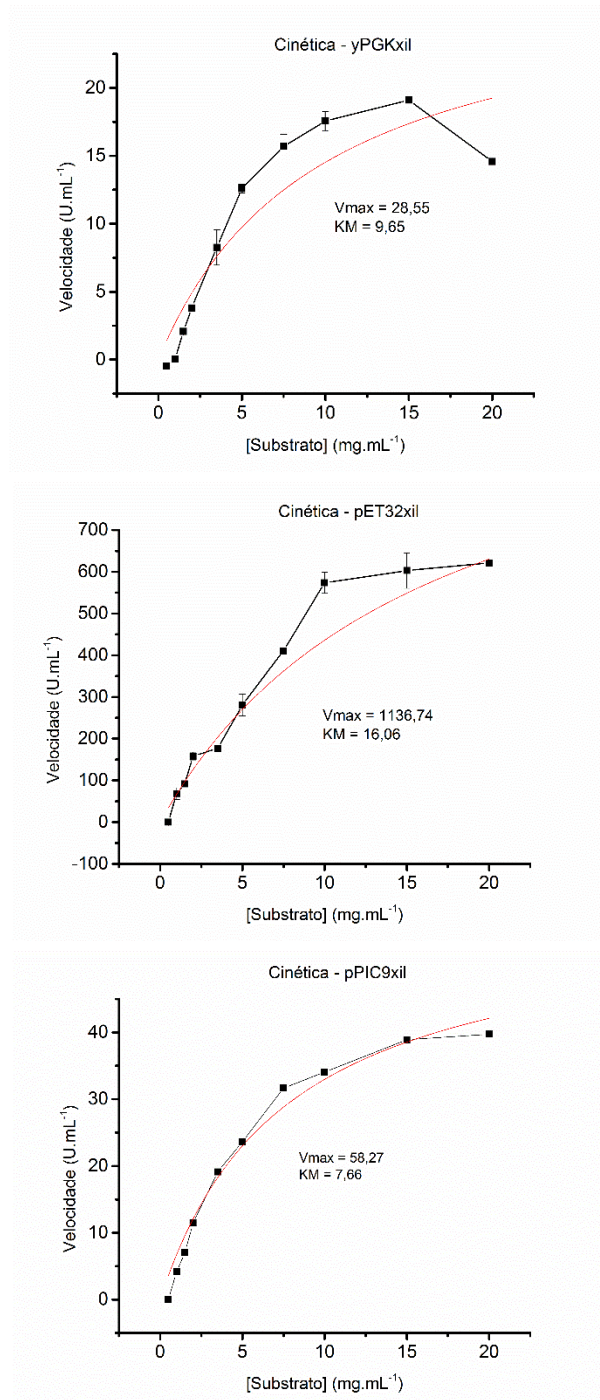 Cinética - yPGKxil
20
15
10
5
0
Velocidade (U.mL⁻¹)
Vmax = 28,55
KM = 9,65
0 5 10 15 20
[Substrato] (mg.mL⁻¹)
Cinética - pET32xil
700
600
500
400
300
200
100
0
-100
Velocidade (U.mL⁻¹)
Vmax = 1136,74
KM = 16,06
0 5 10 15 20
[Substrato] (mg.mL⁻¹)
Cinética - pPIC9xil
40
30
20
10
0
Velocidade (U.mL⁻¹)
Vmax = 58,27
KM = 7,66
0 5 10 15 20
[Substrato] (mg.mL⁻¹)